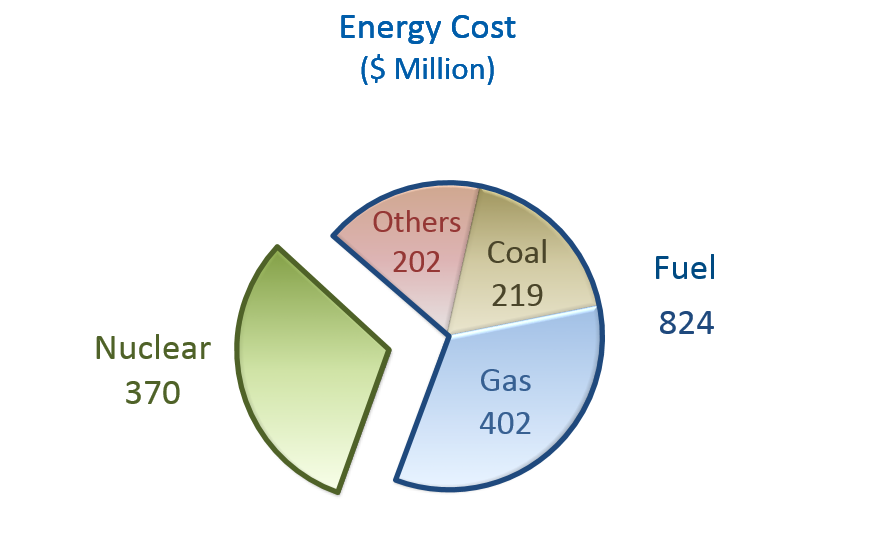 Energy Cost
($ Million)
Others
202
Coal
219
Fuel
824
Nuclear
370
Gas
402